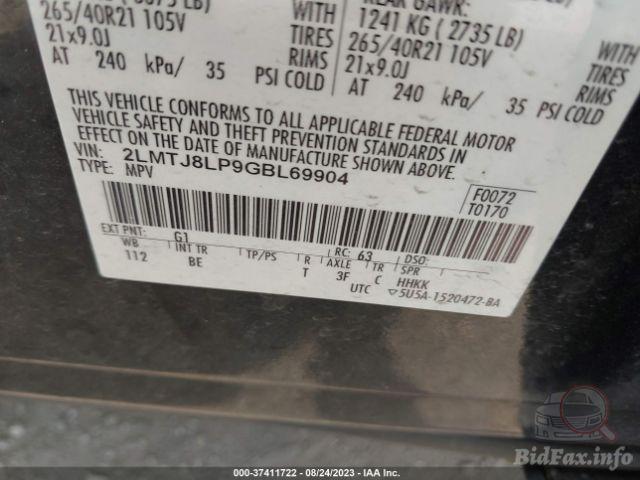 (3075 LB)
265/40R21 105V
WITH
21x9.0J
TIRES
RIMS
AT 240 kPa/ 35 PSI COLD
REAR GAWR:
1241 KG ( 2735 LB)
265/40R21 105V
WITH
21x9.0J
TIRES
RIMS
AT 240 kPa/ 35 PSI COLD
THIS VEHICLE CONFORMS TO ALL APPLICABLE FEDERAL MOTOR
VEHICLE SAFETY AND THEFT PREVENTION STANDARDS IN
EFFECT ON THE DATE OF MANUFACTURE SHOWN ABOVE.
VIN: 2LMTJ8LP9GBL69904
TYPE: MPV
F0072
T0170
EXT PNT: G1 RC: 63 DSO:
WB INT TR TP/PS R AXLE TR SPR
112 BE T 3F C HHKK
UTC ▽5U5A-1520472-BA
BidFax.info
000-37411722 - 08/24/2023 - IAA Inc.